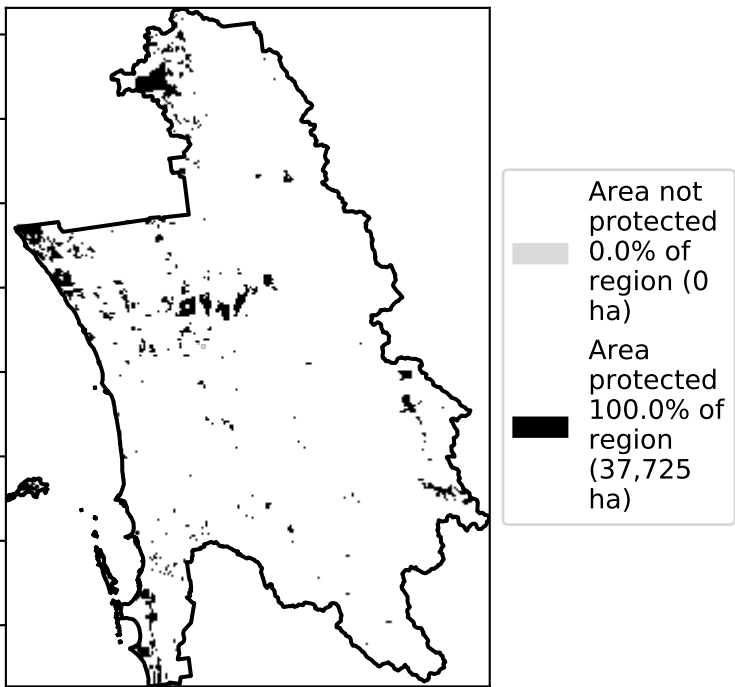 Area not
protected
0.0% of
region (0
ha)
Area
protected
100.0% of
region
(37,725
ha)